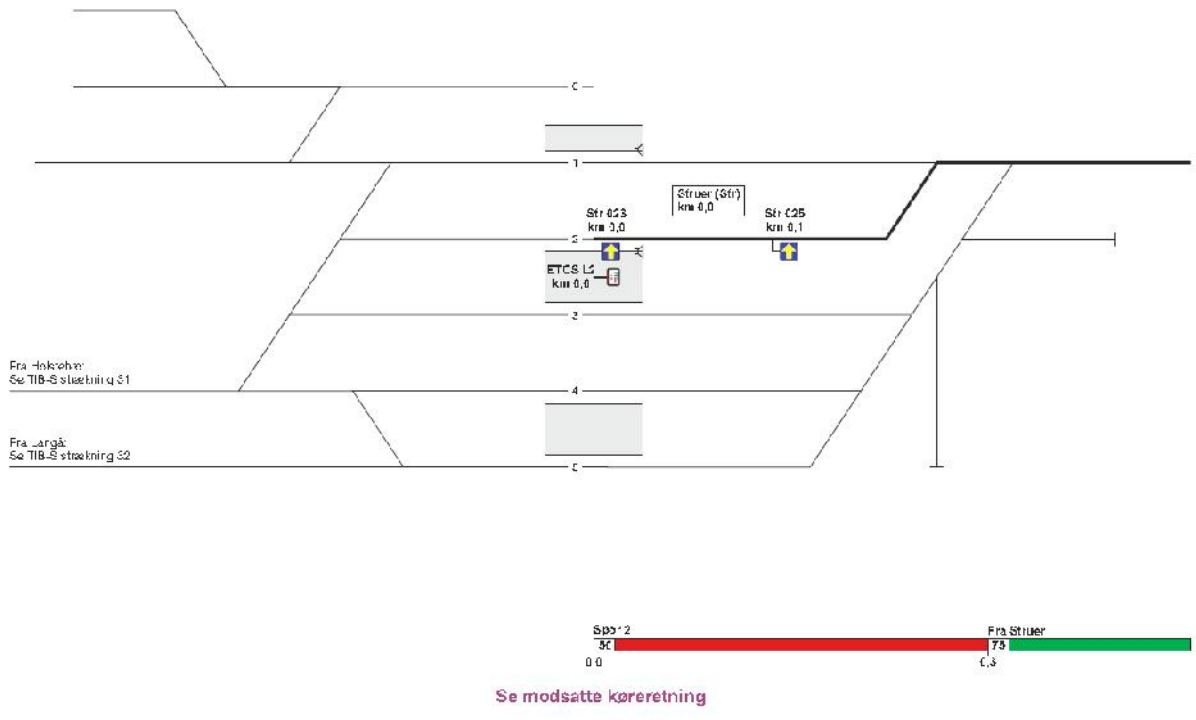 1
Struer (Str)
km 0,0
Str 023
km 0,0
Str 025
km 0,1
2
ETCS L2
km 0,0
3
Fra Holstebro:
Se TIB-S strækning 31
4
Fra Langå:
Se TIB-S strækning 32
5
Spor 2
Fra Struer
75
0,0
0,3
Se modsatte køreretning